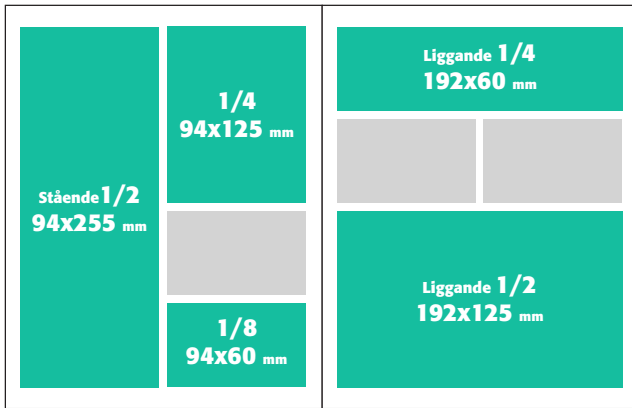 Stående 1/2
94x255 mm
1/4
94x125 mm
1/8
94x60 mm
Liggande 1/4
192x60 mm
Liggande 1/2
192x125 mm